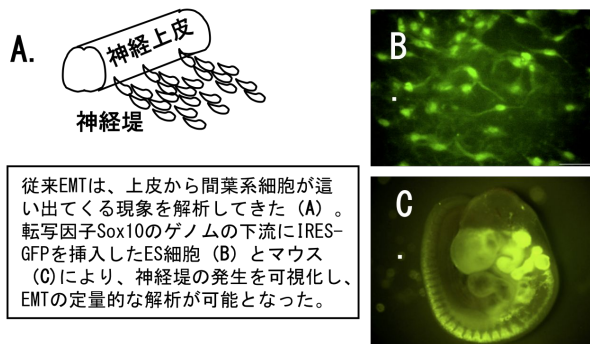 A.
神経上皮
神経堤
B
従来EMTは、上皮から間葉系細胞が這
い出てくる現象を解析してきた(A)。
転写因子Sox10のゲノムの下流にIRES-
GFPを挿入したES細胞(B)とマウス
(C)により、神経堤の発生を可視化し、
EMTの定量的な解析が可能となった。
C